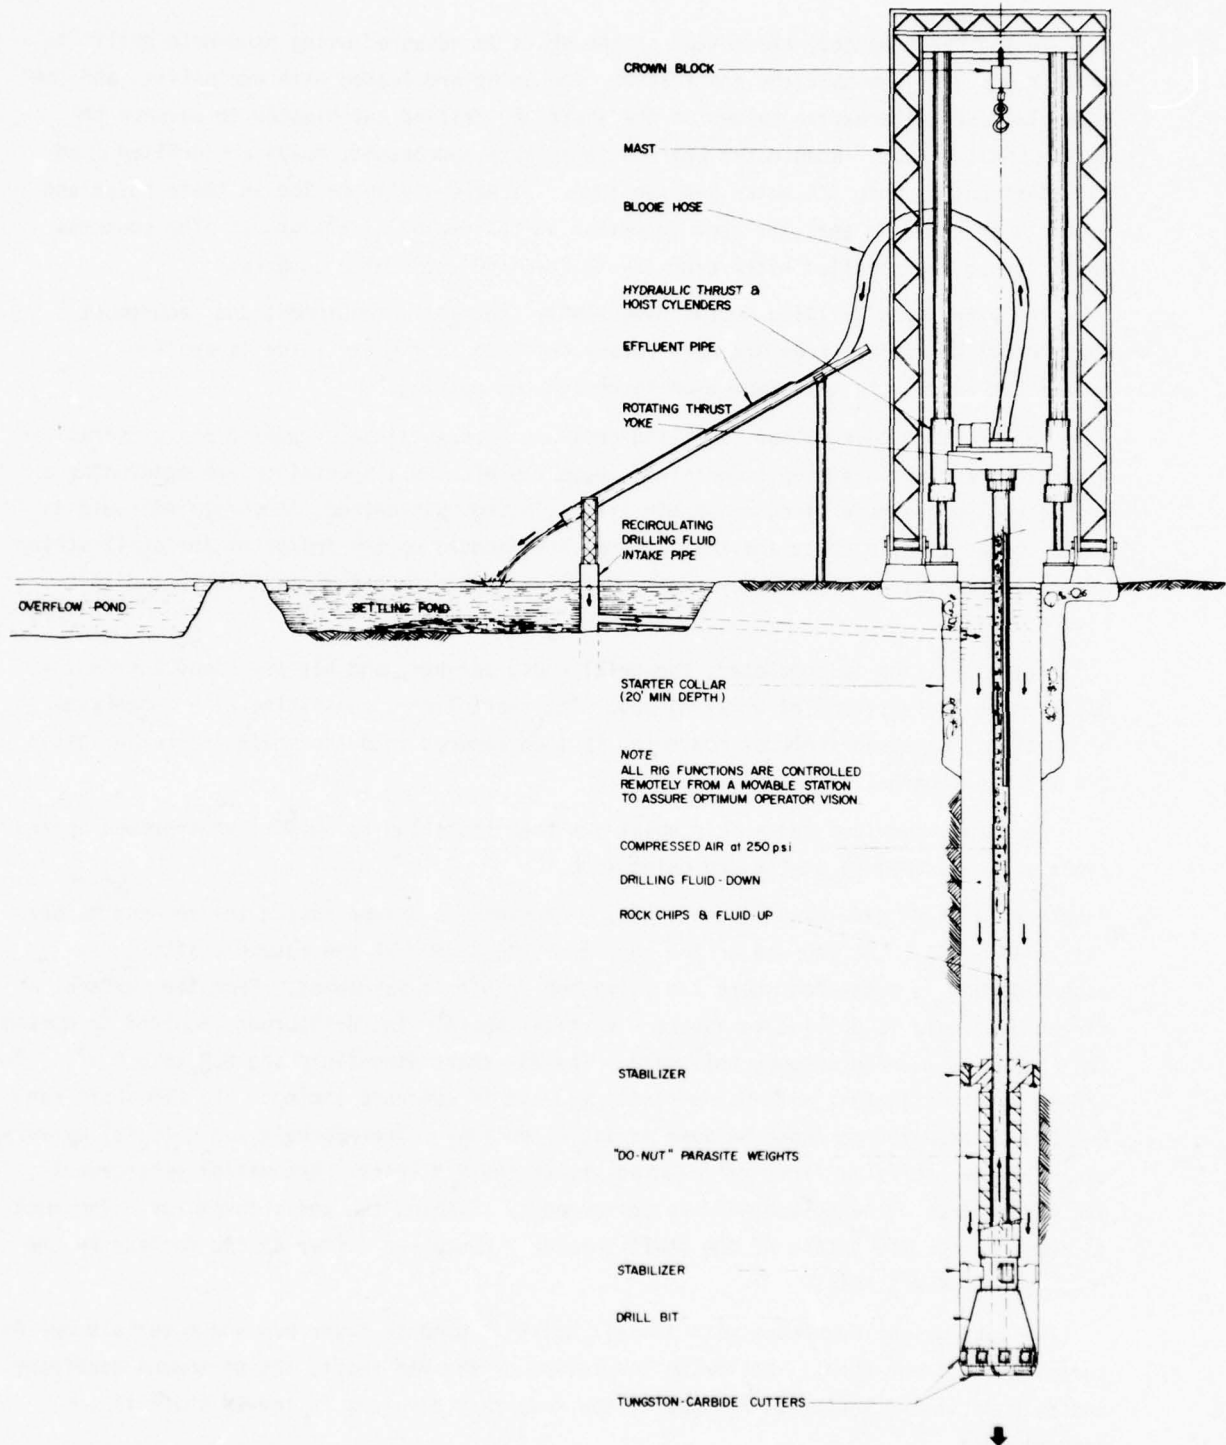 CROWN BLOCK
MAST
BLOOIE HOSE
HYDRAULIC THRUST &
HOIST CYLENDERS
EFFLUENT PIPE
ROTATING THRUST
YOKE
RECIRCULATING
DRILLING FLUID
INTAKE PIPE
OVERFLOW POND
SETTLING POND
STARTER COLLAR
(20' MIN DEPTH)
NOTE
ALL RIG FUNCTIONS ARE CONTROLLED
REMOTELY FROM A MOVABLE STATION
TO ASSURE OPTIMUM OPERATOR VISION
COMPRESSED AIR at 250 psi
DRILLING FLUID - DOWN
ROCK CHIPS & FLUID UP
STABILIZER
"DO-NUT" PARASITE WEIGHTS
STABILIZER
DRILL BIT
TUNGSTON-CARBIDE CUTTERS